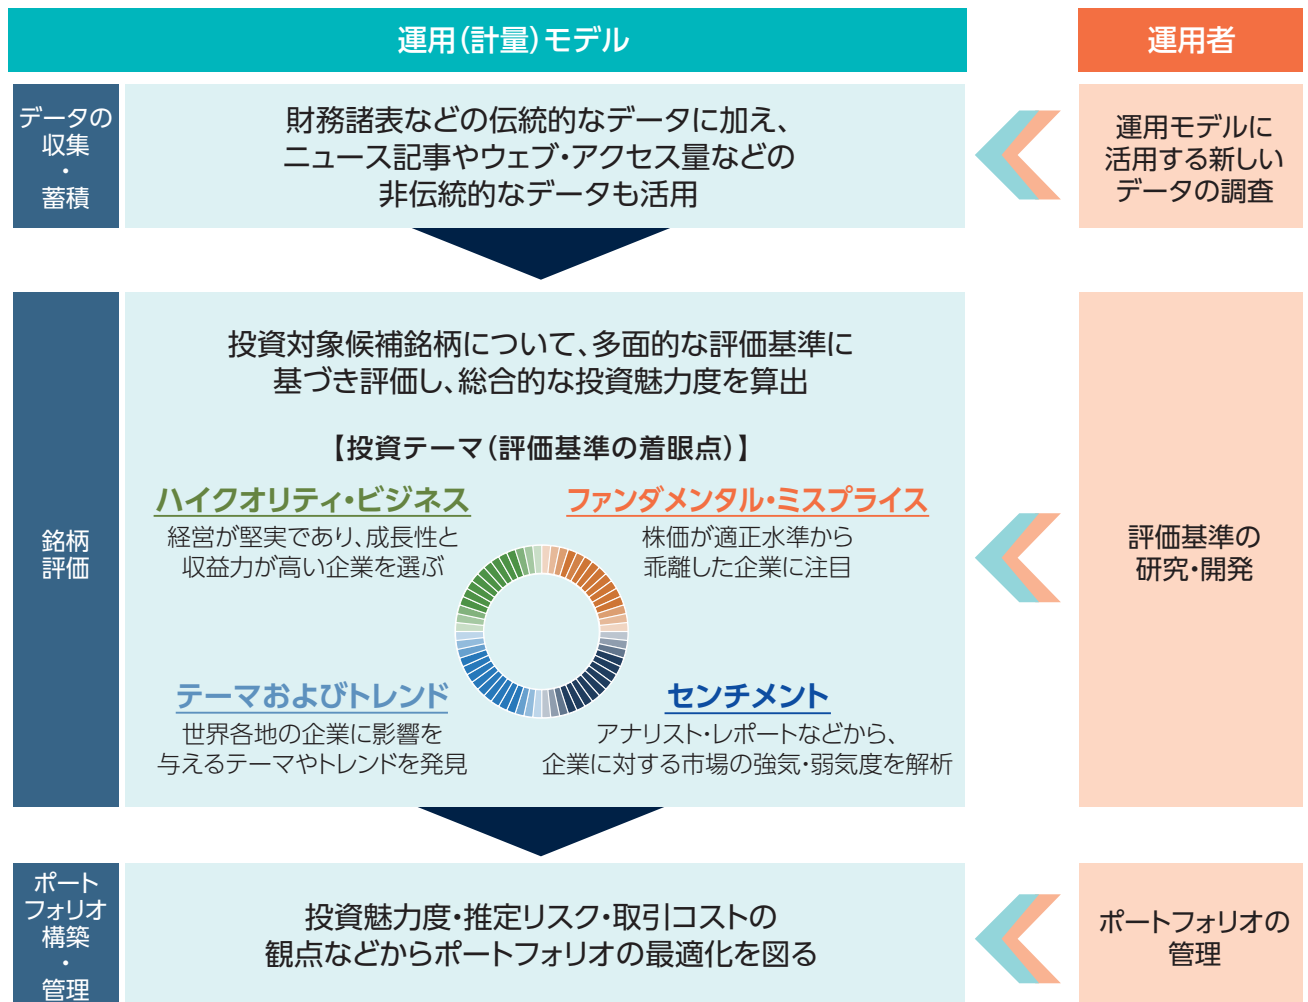 運用(計量)モデル
運用者
データの
収集
・
蓄積
財務諸表などの伝統的なデータに加え、
ニュース記事やウェブ・アクセス量などの
非伝統的なデータも活用
運用モデルに
活用する新しい
データの調査
銘柄
評価
投資対象候補銘柄について、多面的な評価基準に
基づき評価し、総合的な投資魅力度を算出
【投資テーマ(評価基準の着眼点)】
ハイクオリティ・ビジネス
経営が堅実であり、成長性と
収益力が高い企業を選ぶ
ファンダメンタル・ミスプライス
株価が適正水準から
乖離した企業に注目
テーマおよびトレンド
世界各地の企業に影響を
与えるテーマやトレンドを発見
センチメント
アナリスト・レポートなどから、
企業に対する市場の強気・弱気度を解析
評価基準の
研究・開発
ポート
フォリオ
構築
・
管理
投資魅力度・推定リスク・取引コストの
観点などからポートフォリオの最適化を図る
ポートフォリオの
管理